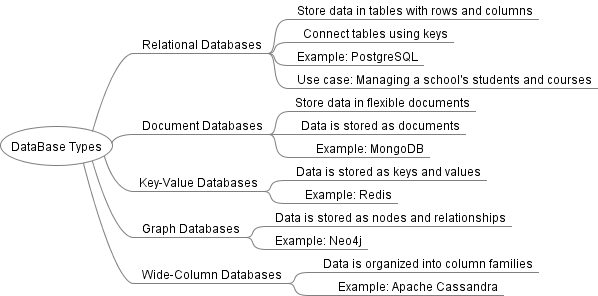 DataBase Types
Relational Databases
Store data in tables with rows and columns
Connect tables using keys
Example: PostgreSQL
Use case: Managing a school's students and courses
Document Databases
Store data in flexible documents
Data is stored as documents
Example: MongoDB
Key-Value Databases
Data is stored as keys and values
Example: Redis
Graph Databases
Data is stored as nodes and relationships
Example: Neo4j
Wide-Column Databases
Data is organized into column families
Example: Apache Cassandra